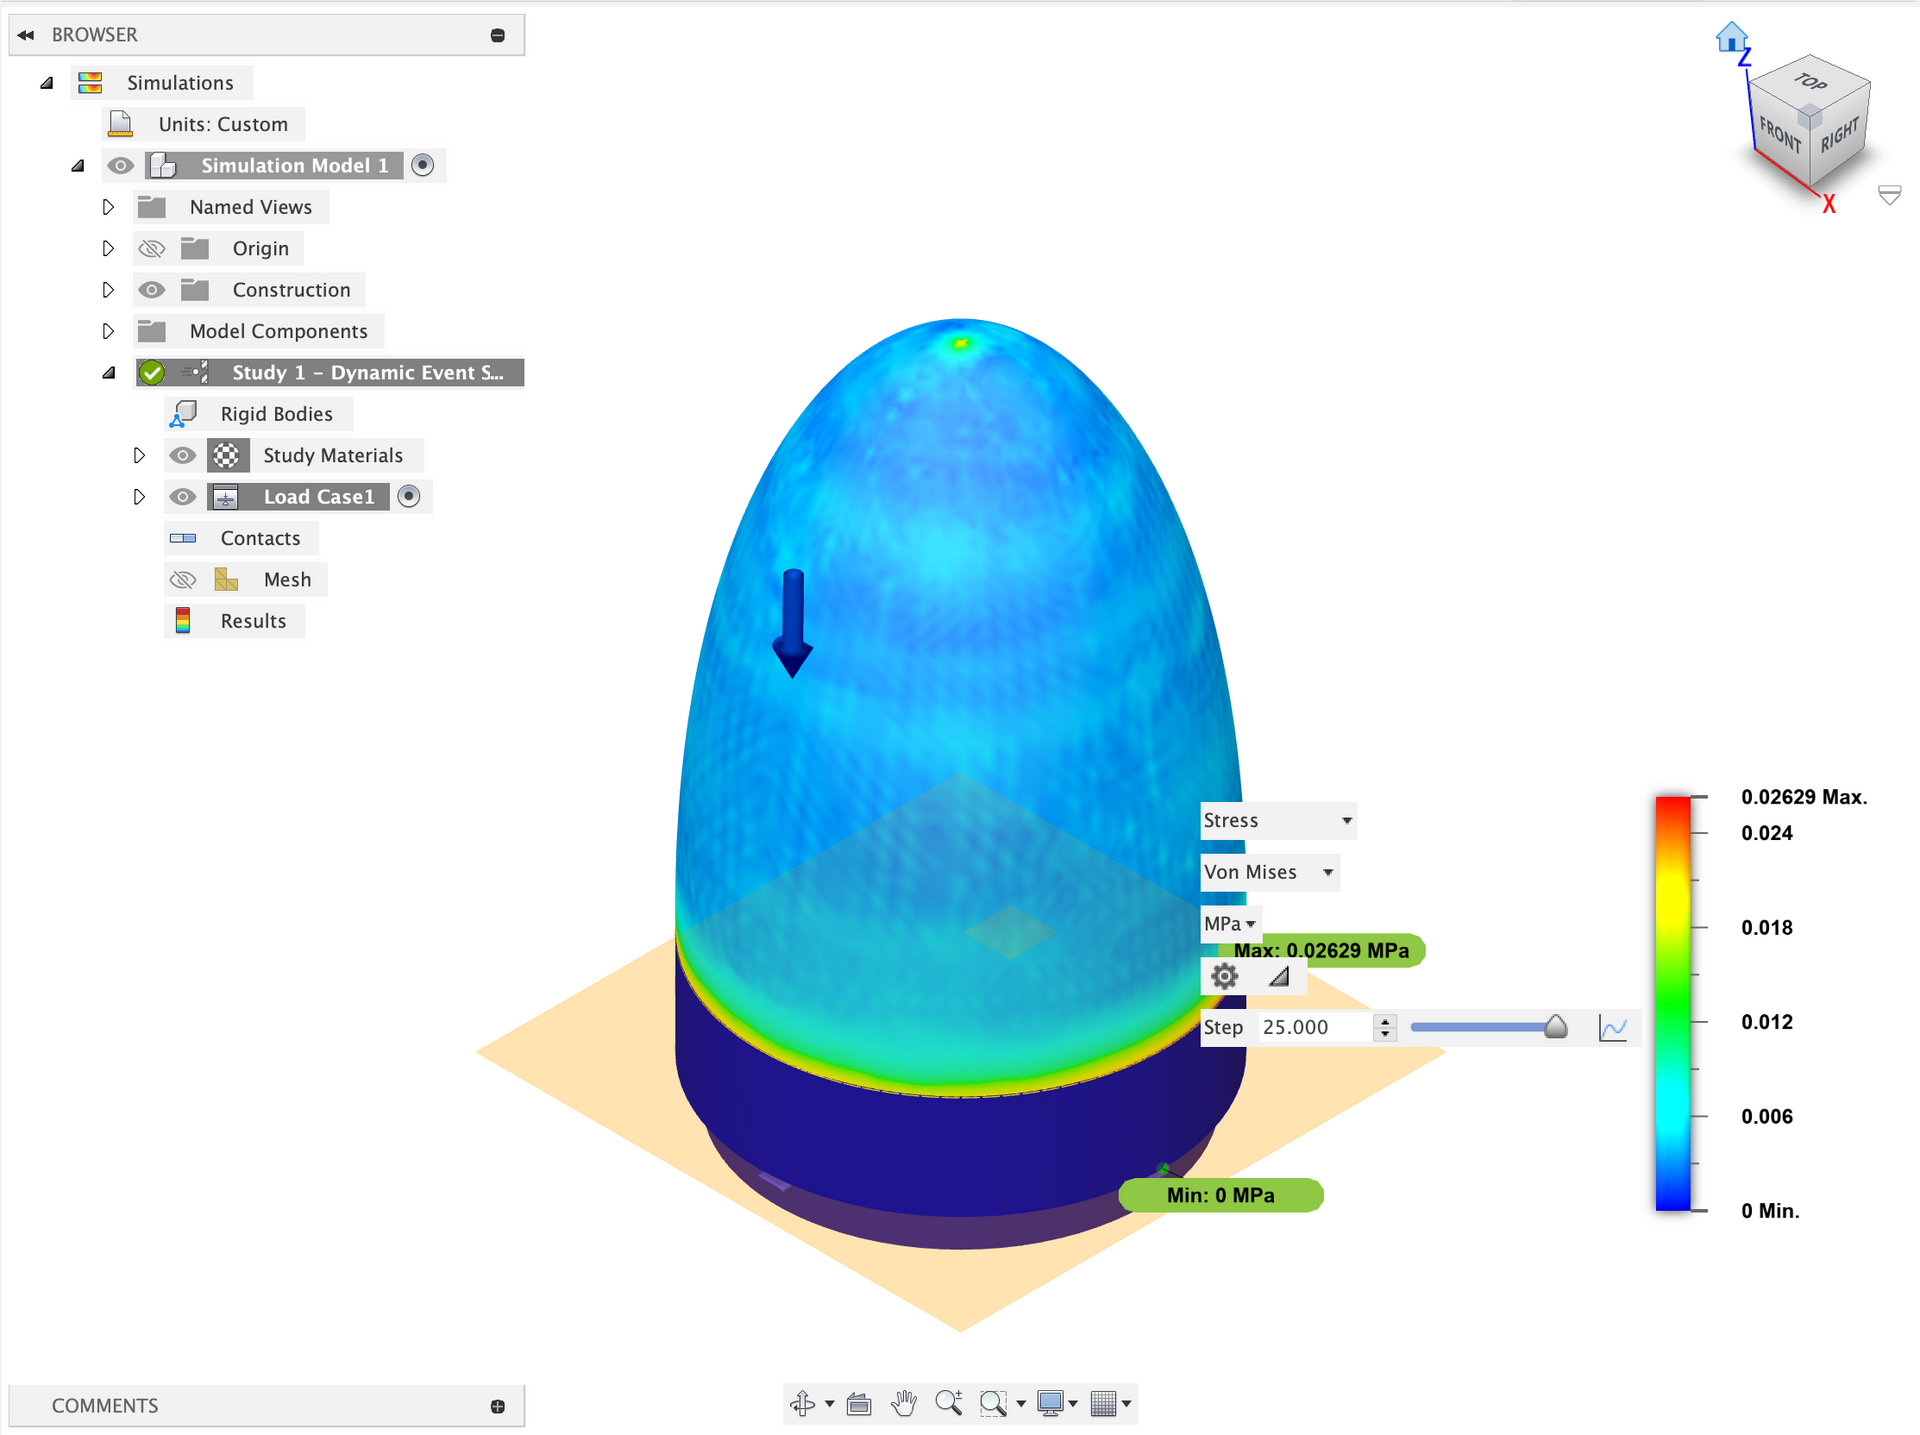 BROWSER
Simulations
Units: Custom
Simulation Model 1
Named Views
Origin
Construction
Model Components
Study 1 - Dynamic Event S...
Rigid Bodies
Study Materials
Load Case1
Contacts
Mesh
Results
COMMENTS
Z
TOP
FRONT
RIGHT
X
Stress
Von Mises
MPa
Max: 0.02629 MPa
Step 25.000
Min: 0 MPa
0.02629 Max.
0.024
0.018
0.012
0.006
0 Min.